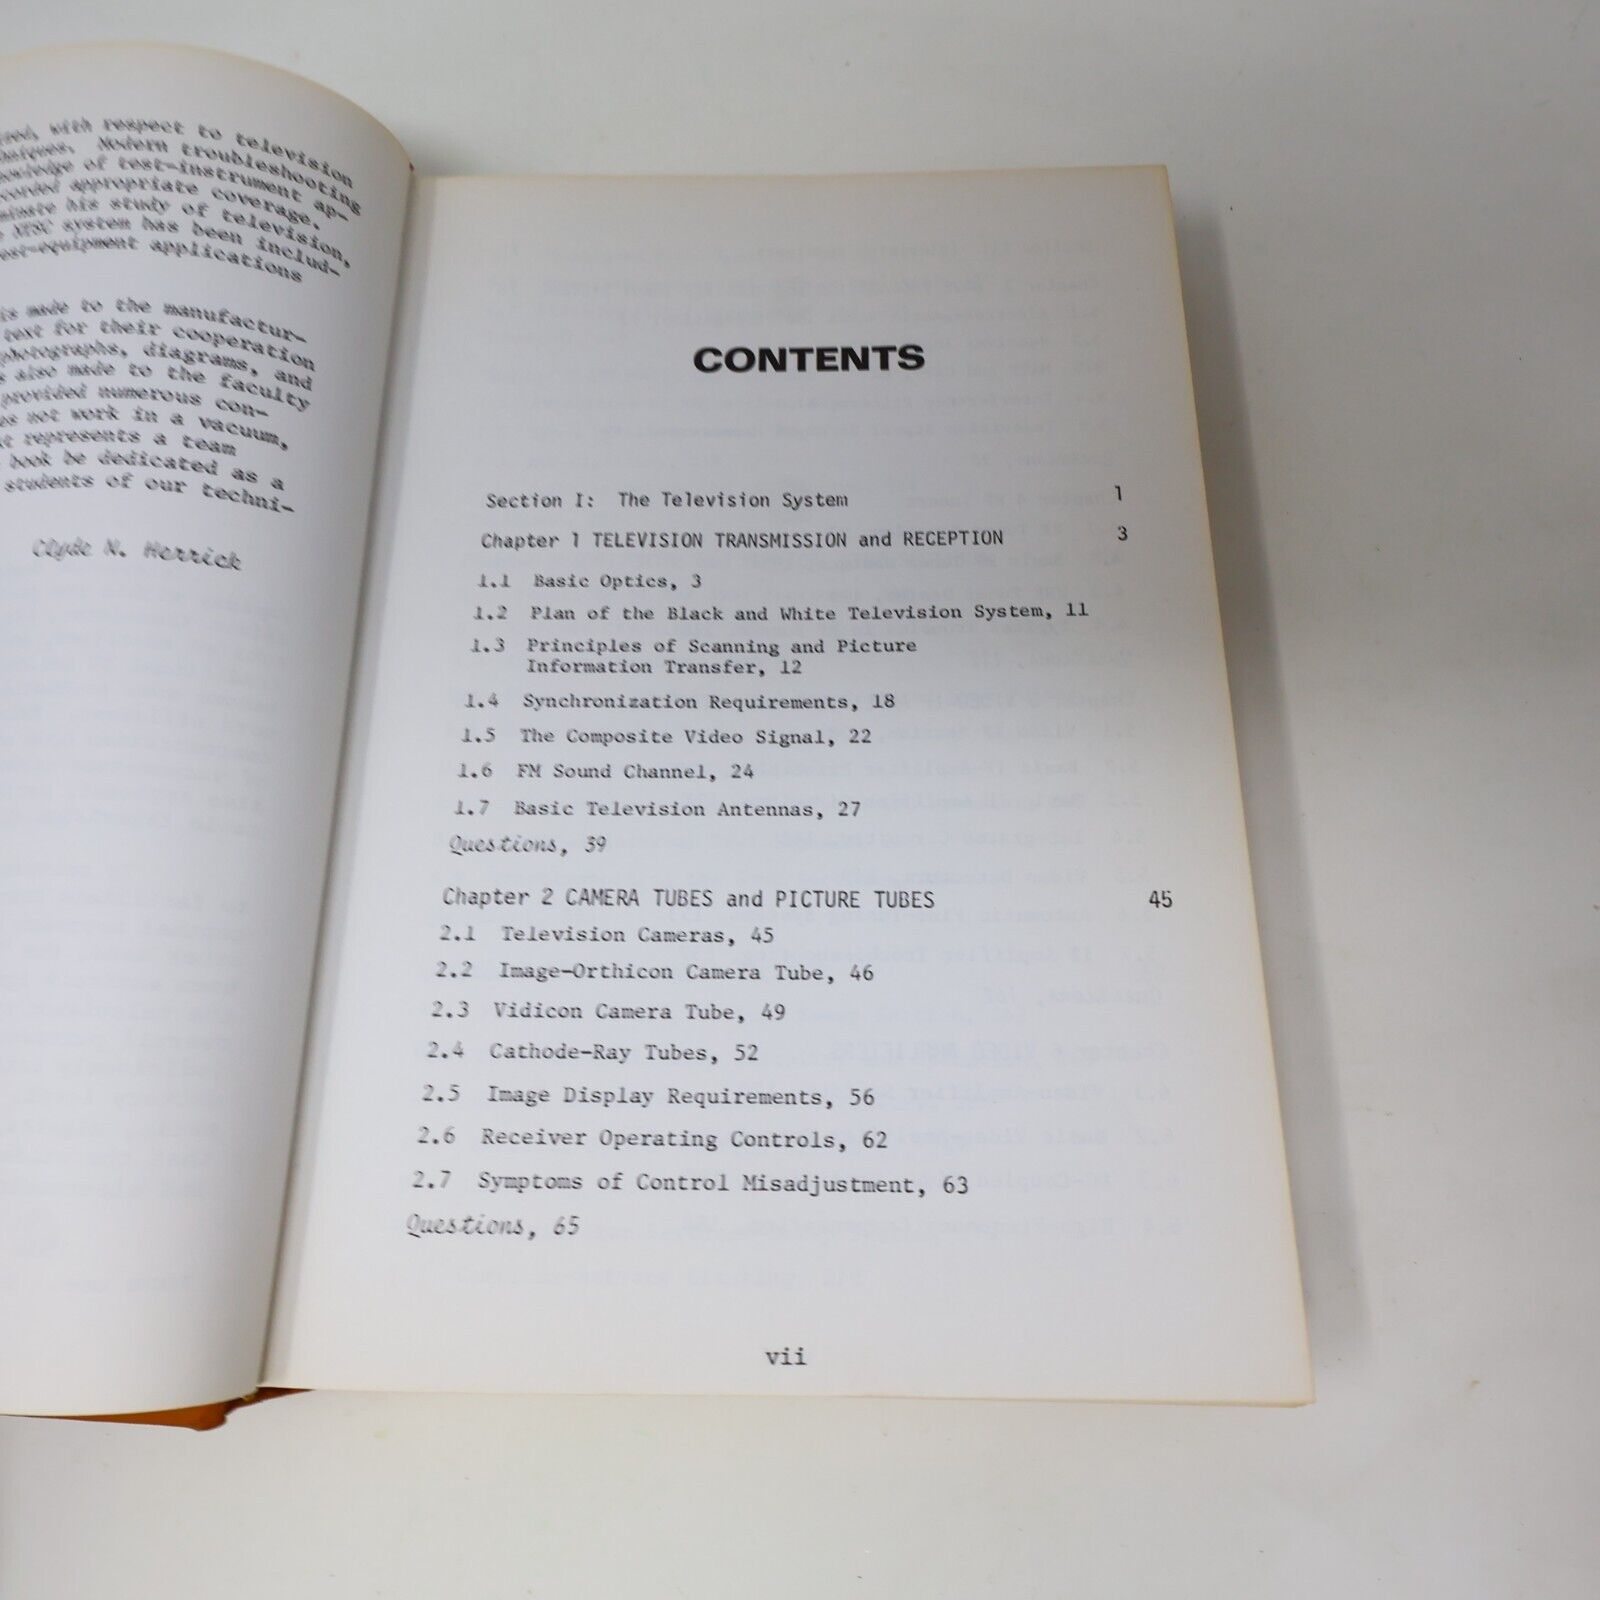 with respect to television
Modern troubleshooting
of test-instrument ap-
appropriate coverage.
his study of television,
NTSC system has been includ-
test-equipment applications
is made to the manufactur-
text for their cooperation
photographs, diagrams, and
also made to the faculty
provided numerous con-
not work in a vacuum,
represents a team
book be dedicated as a
students of our techni-
Clyde N. Herrick
CONTENTS
Section I: The Television System 1
Chapter 1 TELEVISION TRANSMISSION and RECEPTION 3
1.1 Basic Optics, 3
1.2 Plan of the Black and White Television System, 11
1.3 Principles of Scanning and Picture
Information Transfer, 12
1.4 Synchronization Requirements, 18
1.5 The Composite Video Signal, 22
1.6 FM Sound Channel, 24
1.7 Basic Television Antennas, 27
Questions, 39
Chapter 2 CAMERA TUBES and PICTURE TUBES 45
2.1 Television Cameras, 45
2.2 Image-Orthicon Camera Tube, 46
2.3 Vidicon Camera Tube, 49
2.4 Cathode-Ray Tubes, 52
2.5 Image Display Requirements, 56
2.6 Receiver Operating Controls, 62
2.7 Symptoms of Control Misadjustment, 63
Questions, 65
vii